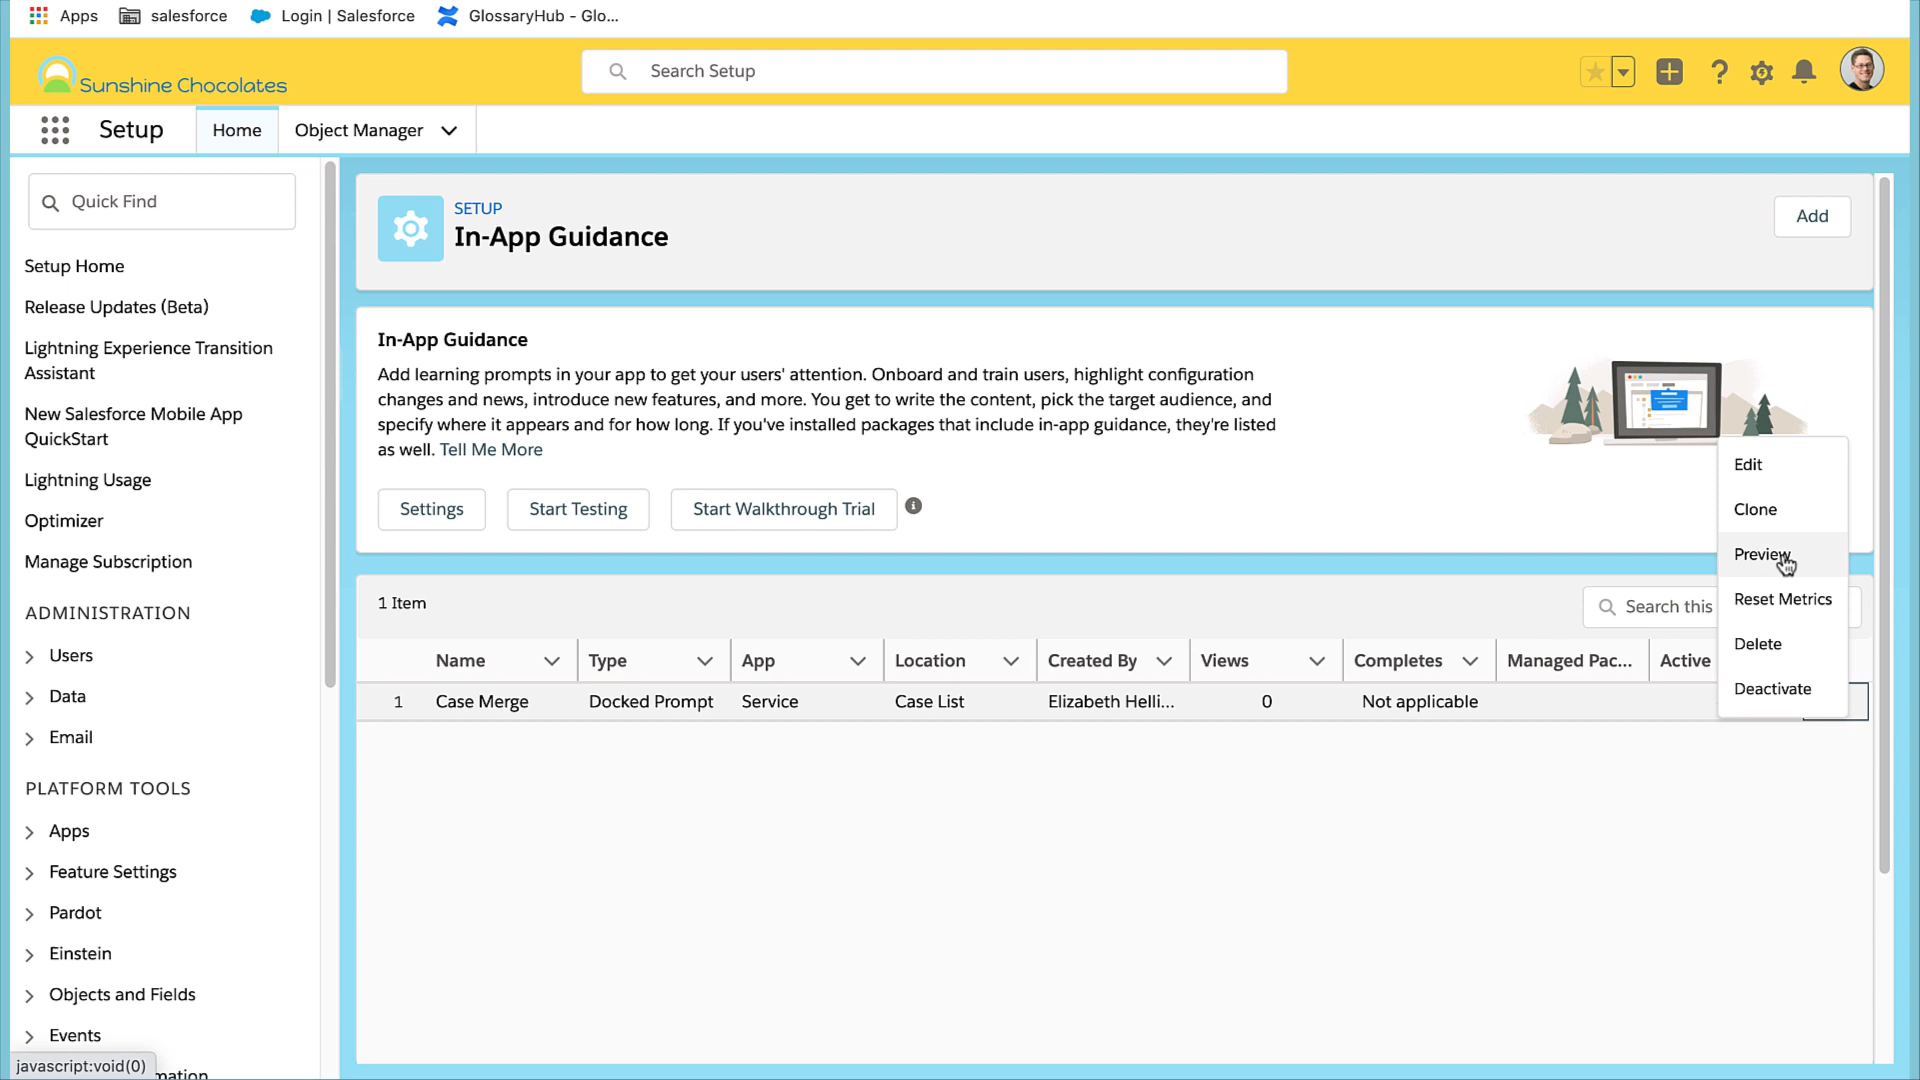 Apps
salesforce
Login | Salesforce
GlossaryHub - Glo...
Sunshine Chocolates
Search Setup
Setup
Home
Object Manager
Quick Find
Setup Home
Release Updates (Beta)
Lightning Experience Transition
Assistant
New Salesforce Mobile App
QuickStart
Lightning Usage
Optimizer
Manage Subscription
ADMINISTRATION
Users
Data
Email
PLATFORM TOOLS
Apps
Feature Settings
Pardot
Einstein
Objects and Fields
Events
javascript:void(0)
SETUP
In-App Guidance
Add
In-App Guidance
Add learning prompts in your app to get your users' attention. Onboard and train users, highlight configuration
changes and news, introduce new features, and more. You get to write the content, pick the target audience, and
specify where it appears and for how long. If you've installed packages that include in-app guidance, they're listed
as well. Tell Me More
Settings
Start Testing
Start Walkthrough Trial
Edit
Clone
Preview
Reset Metrics
Delete
Deactivate
1 Item
Search this
Name
Type
App
Location
Created By
Views
Completes
Managed Pac...
Active
1
Case Merge
Docked Prompt
Service
Case List
Elizabeth Helli...
0
Not applicable